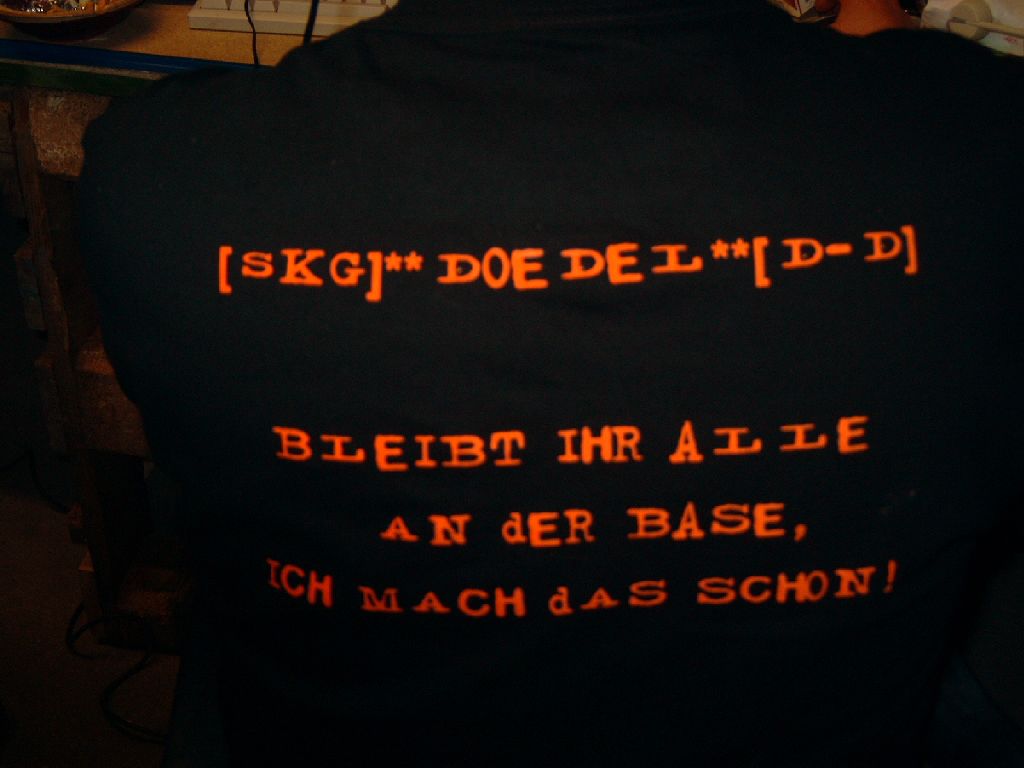 [SKG]**DOEDEL**[D-D]
BLEIBT IHR ALLE
AN dER BASE,
ICH MACH dAS SCHON!